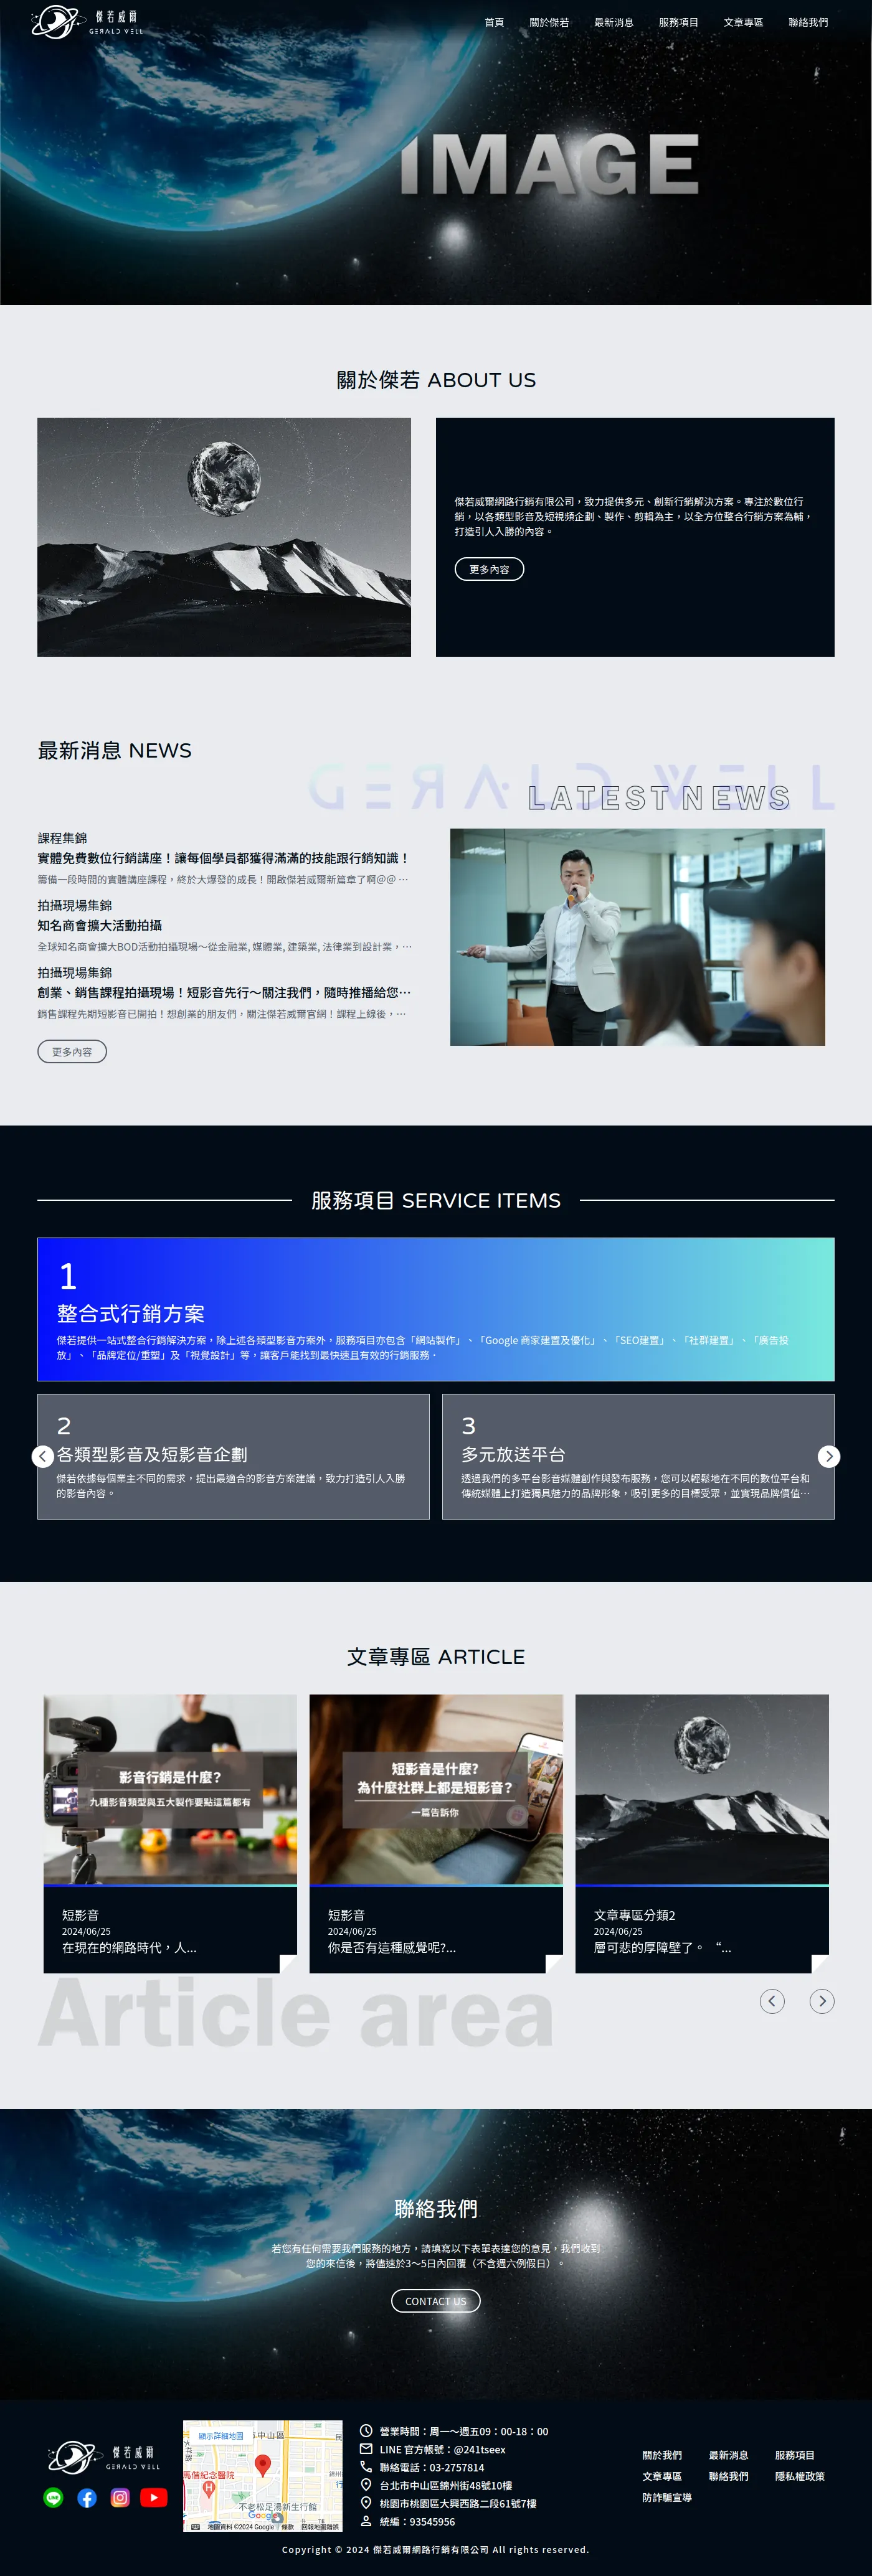 傑若威爾
GERALD WELL
首頁 關於傑若 最新消息 服務項目 文章專區 聯絡我們
IMAGE
關於傑若 ABOUT US
傑若威爾網路行銷有限公司，致力提供多元、創新行銷解決方案。專注於數位行
銷，以各類型影音及短視頻企劃、製作、剪輯為主，以全方位整合行銷方案為輔，
打造引人入勝的內容。
更多內容
最新消息 NEWS
GERALD WELL
LATEST NEWS
課程集錦
實體免費數位行銷講座！讓每個學員都獲得滿滿的技能跟行銷知識！
籌備一段時間的實體講座課程，終於大爆發的成長！開啟傑若威爾新篇章了啊@@ …
拍攝現場集錦
知名商會擴大活動拍攝
全球知名商會擴大BOD活動拍攝現場～從金融業, 媒體業, 建築業, 法律業到設計業，…
拍攝現場集錦
創業、銷售課程拍攝現場！短影音先行～關注我們，隨時推播給您…
銷售課程先期短影音已開拍！想創業的朋友們，關注傑若威爾官網！課程上線後，…
更多內容
服務項目 SERVICE ITEMS
1
整合式行銷方案
傑若提供一站式整合行銷解決方案，除上述各類型影音方案外，服務項目亦包含「網站製作」、「Google 商家建置及優化」、「SEO建置」、「社群建置」、「廣告投
放」、「品牌定位/重塑」及「視覺設計」等，讓客戶能找到最快速且有效的行銷服務．
2
各類型影音及短影音企劃
傑若依據每個業主不同的需求，提出最適合的影音方案建議，致力打造引人入勝
的影音內容。
3
多元放送平台
透過我們的多平台影音媒體創作與發布服務，您可以輕鬆地在不同的數位平台和
傳統媒體上打造獨具魅力的品牌形象，吸引更多的目標受眾，並實現品牌價值…
文章專區 ARTICLE
影音行銷是什麼？
九種影音類型與五大製作要點這篇都有
短影音
2024/06/25
在現在的網路時代，人...
短影音是什麼?
為什麼社群上都是短影音?
一篇告訴你
短影音
2024/06/25
你是否有這種感覺呢?...
文章專區分類2
2024/06/25
層可悲的厚障壁了。 “...
Article area
聯絡我們
若您有任何需要我們服務的地方，請填寫以下表單表達您的意見，我們收到
您的來信後，將儘速於3～5日內回覆（不含週六例假日）。
CONTACT US
傑若威爾
GERALD WELL
顯示詳細地圖
中山區
民
錦州
行
馬偕紀念醫院
不老松足湯新生行館
Google
地圖資料 ©2024 Google 條款 回報地圖錯誤
營業時間：周一～週五09：00-18：00
LINE 官方帳號：@241tseex
聯絡電話：03-2757814
台北市中山區錦州街48號10樓
桃園市桃園區大興西路二段61號7樓
統編：93545956
關於我們 最新消息 服務項目
文章專區 聯絡我們 隱私權政策
防詐騙宣導
Copyright © 2024 傑若威爾網路行銷有限公司 All rights reserved.